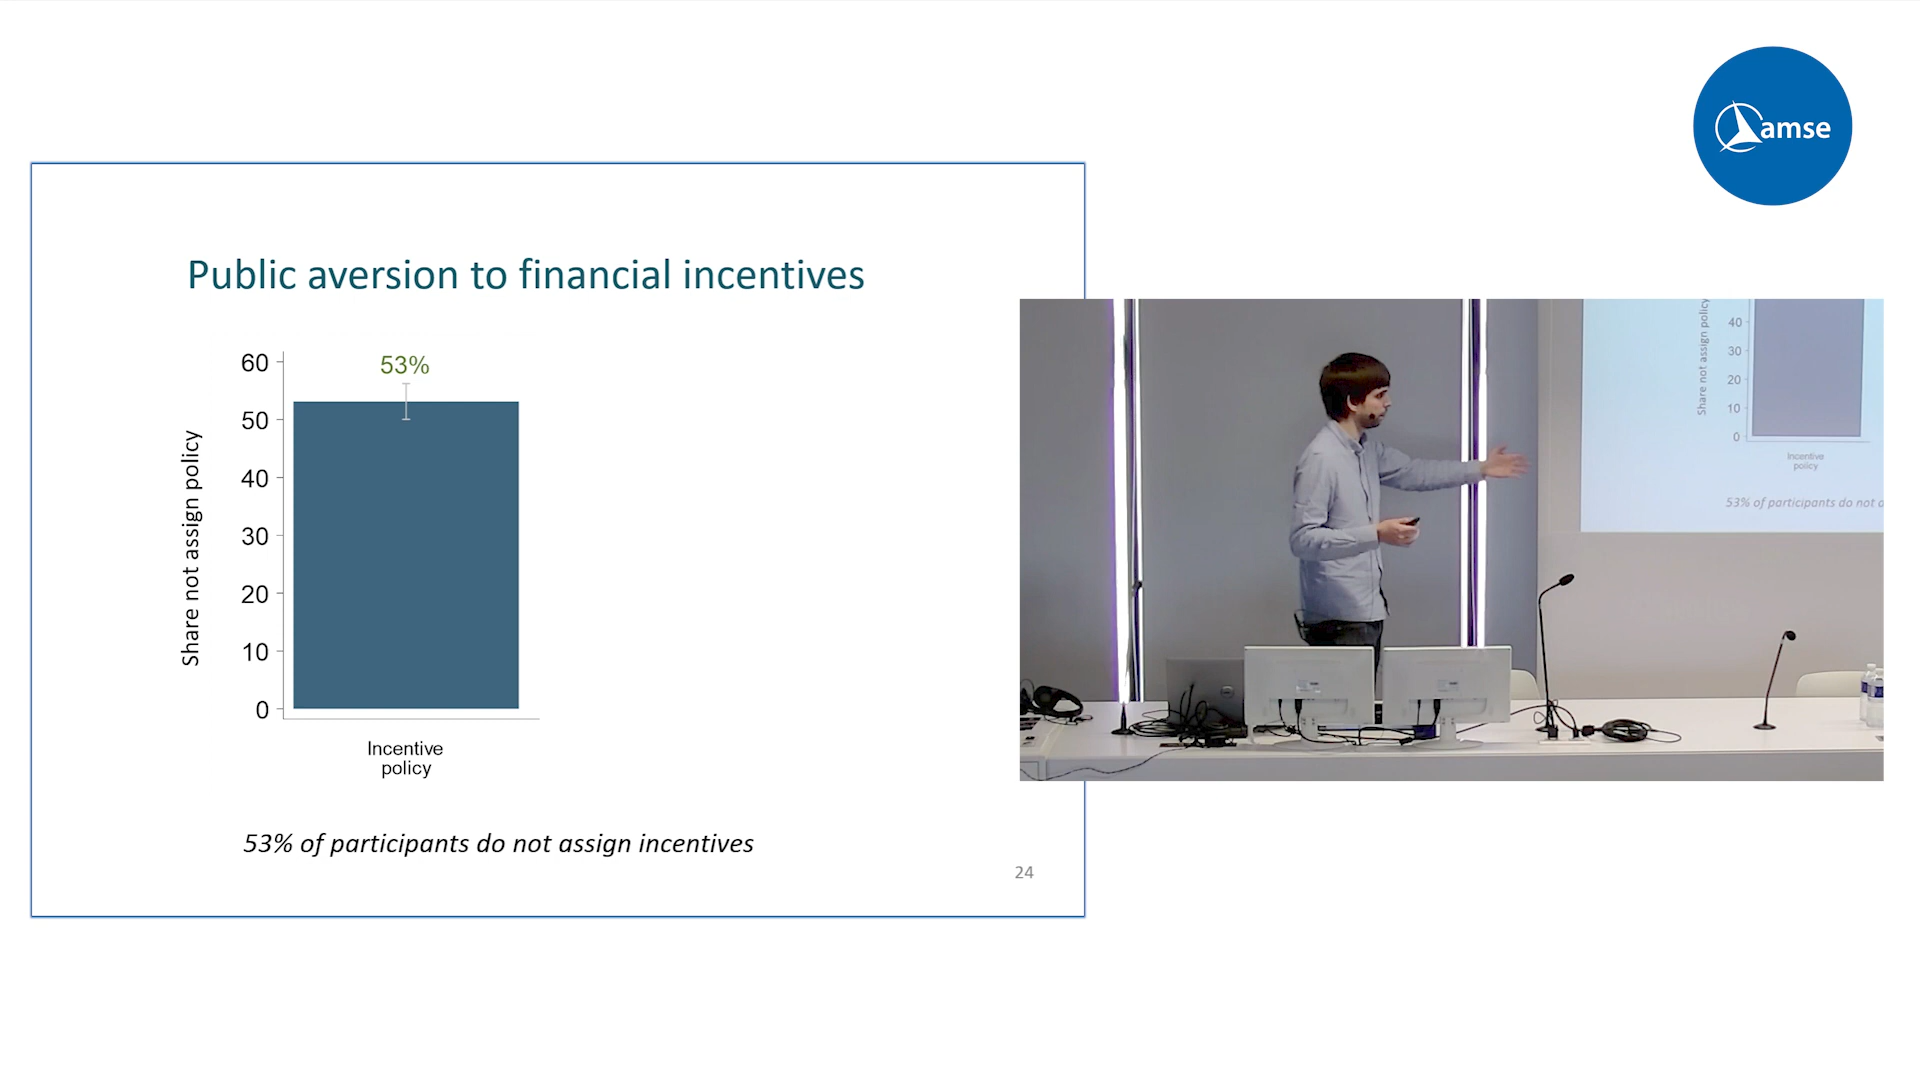 amse
Public aversion to financial incentives
53%
60
50
40
30
20
10
0
Share not assign policy
Incentive
policy
53% of participants do not assign incentives
24
40
30
20
10
0
Share not assign policy
Incentive
policy
53% of participants do not